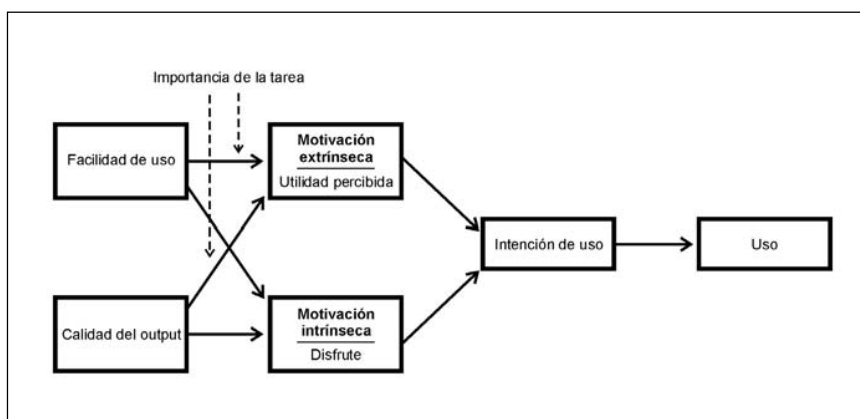 Importancia de la tarea
Facilidad de uso
Motivación
extrínseca
Utilidad percibida
Intención de uso
Uso
Calidad del output
Motivación
intrínseca
Disfrute